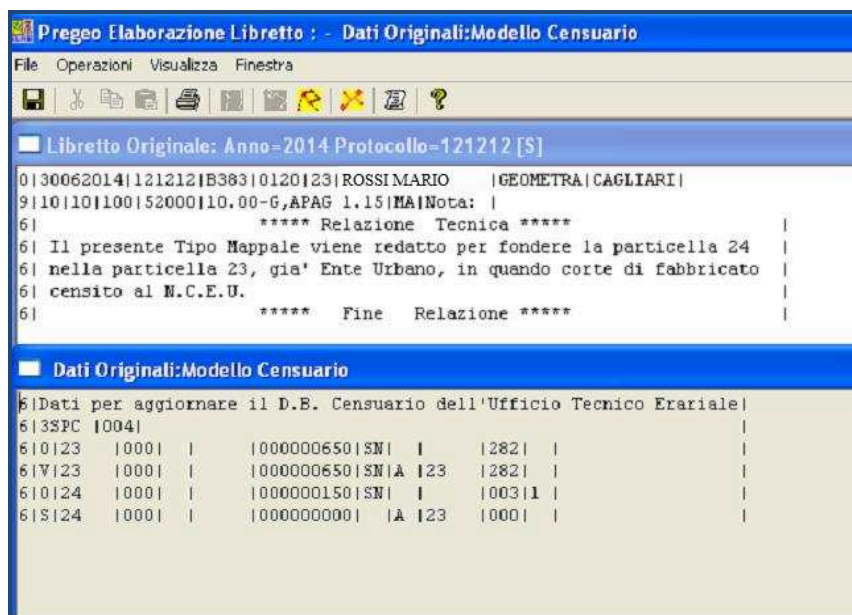 Pregeo Elaborazione Libretto : - Dati Originali:Modello Censuario
File Operazioni Visualizza Finestra
Libretto Originale: Anno=2014 Protocollo=121212 [S]
0|30062014|121212|B383|0120|23|ROSSI MARIO |GEOMETRA|CAGLIARI|
9|10|10|100|52000|10.00-G,APAG 1.15|MA|Nota: |
6| ***** Relazione Tecnica ***** |
6| Il presente Tipo Mappale viene redatto per fondere la particella 24 |
6| nella particella 23, gia' Ente Urbano, in quando corte di fabbricato |
6| censito al N.C.E.U. |
6| ***** Fine Relazione ***** |
Dati Originali:Modello Censuario
6|Dati per aggiornare il D.B. Censuario dell'Ufficio Tecnico Erariale|
6|3SPC |004| |
6|O|23 |000| | |000000650|SN| | |282| | |
6|V|23 |000| | |000000650|SN|A |23 |282| | |
6|O|24 |000| | |000000150|SN| | |003|1 | |
6|S|24 |000| | |000000000| |A |23 |000| | |